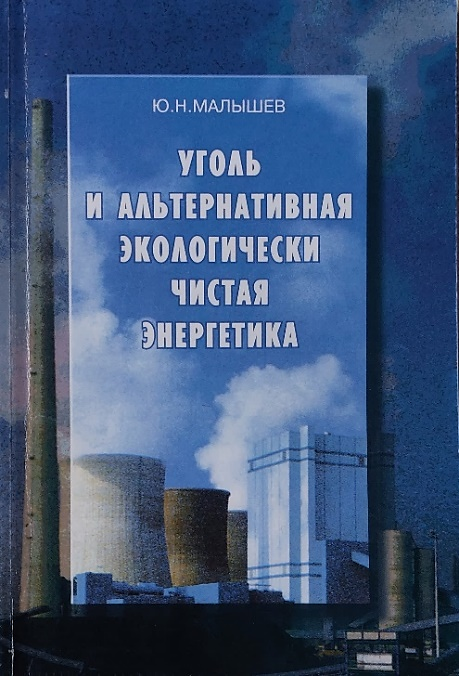 Ю.Н.МАЛЫШЕВ
УГОЛЬ
И АЛЬТЕРНАТИВНАЯ
ЭКОЛОГИЧЕСКИ
ЧИСТАЯ
ЭНЕРГЕТИКА